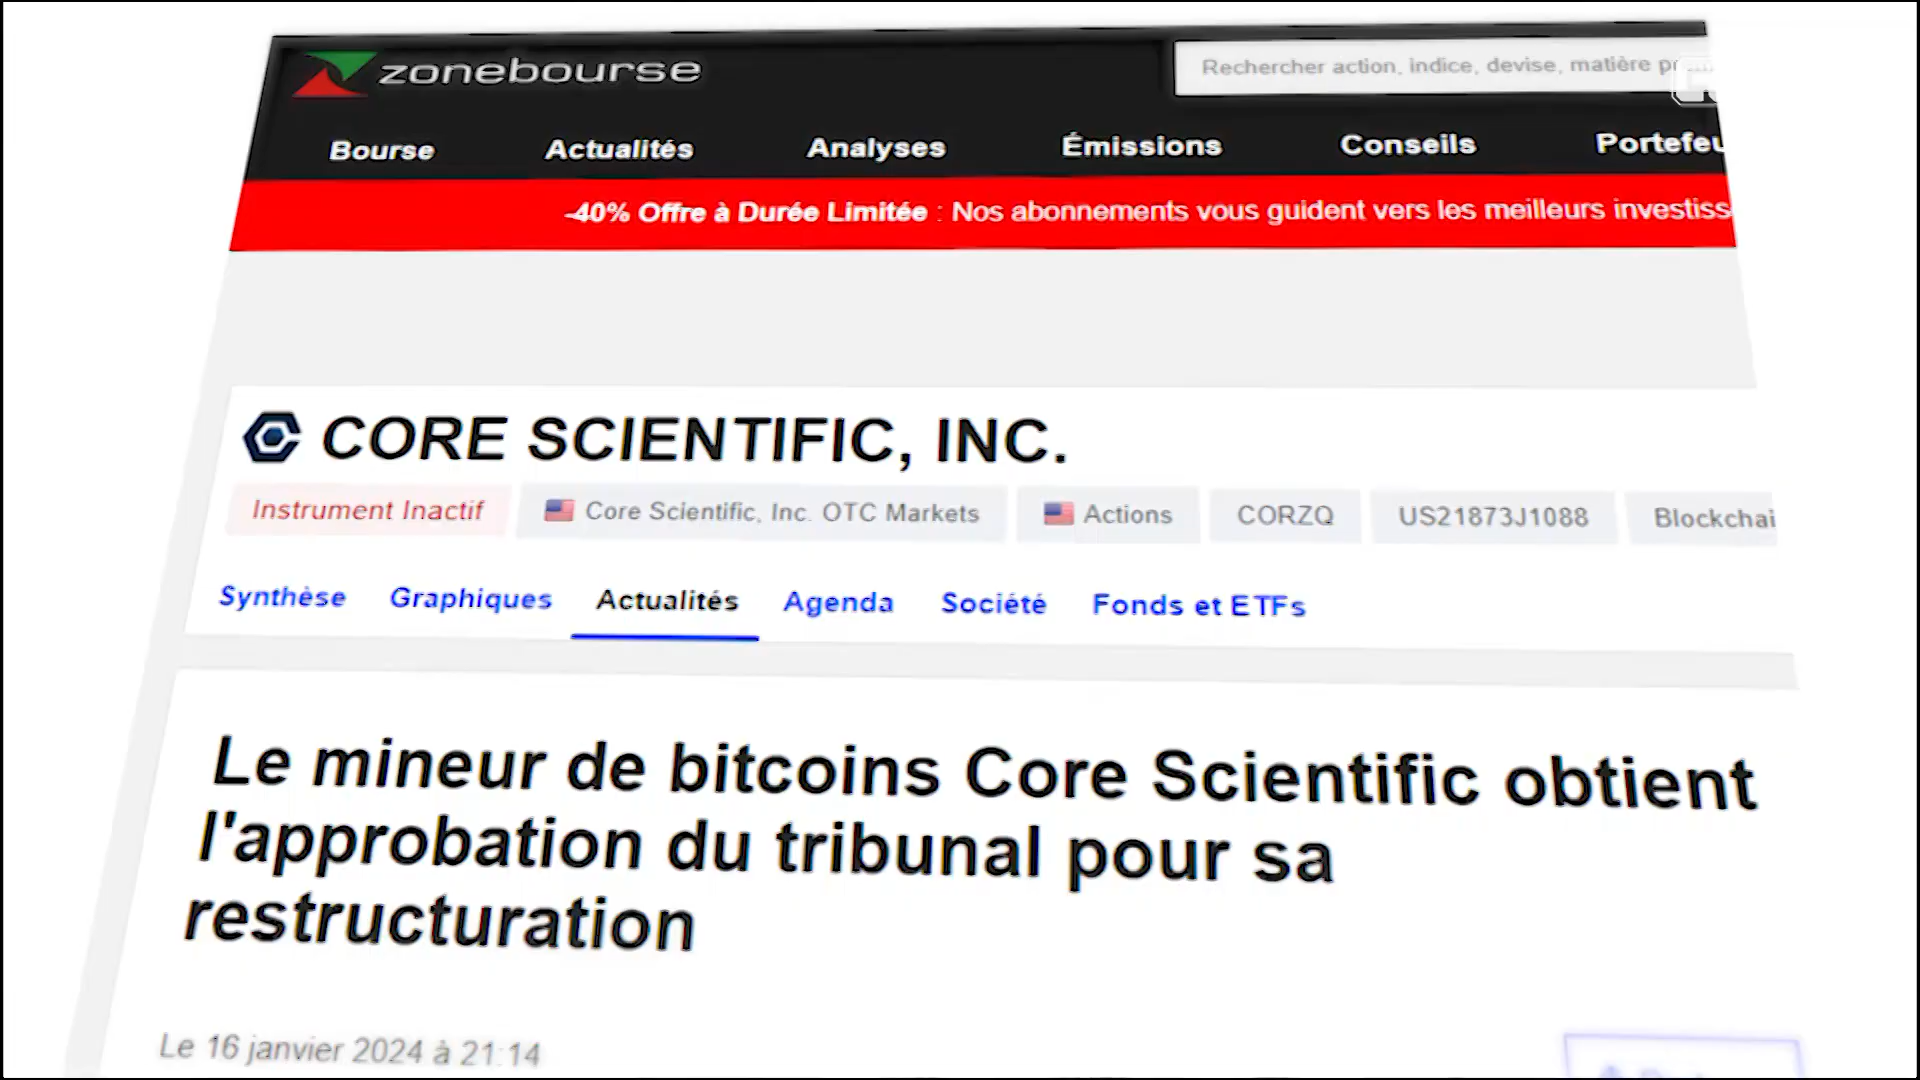 zonebourse
Rechercher action, indice, devise, matière
Bourse Actualités Analyses Émissions Conseils Portefeu
-40% Offre à Durée Limitée : Nos abonnements vous guident vers les meilleurs investiss
CORE SCIENTIFIC, INC.
Instrument Inactif Core Scientific, Inc. OTC Markets Actions CORZQ US21873J1088 Blockchai
Synthèse Graphiques Actualités Agenda Société Fonds et ETFs
Le mineur de bitcoins Core Scientific obtient
l'approbation du tribunal pour sa
restructuration
Le 16 janvier 2024 à 21:14